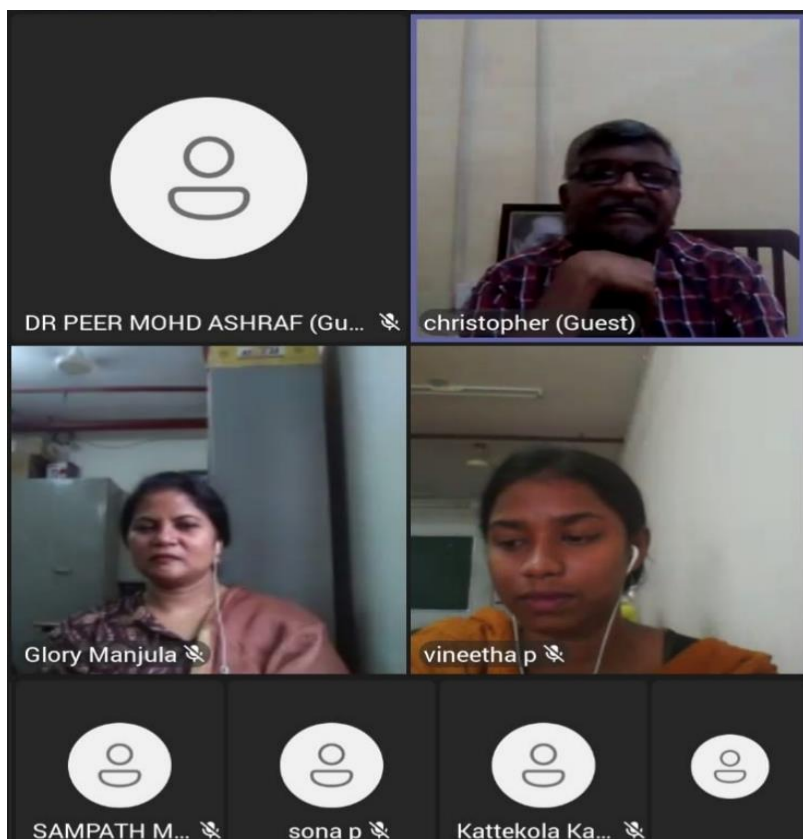 DR PEER MOHD ASHRAF (Gu...
christopher (Guest)
Glory Manjula
vineetha p
SAMPATH M...
sona p
Kattekola Ka...